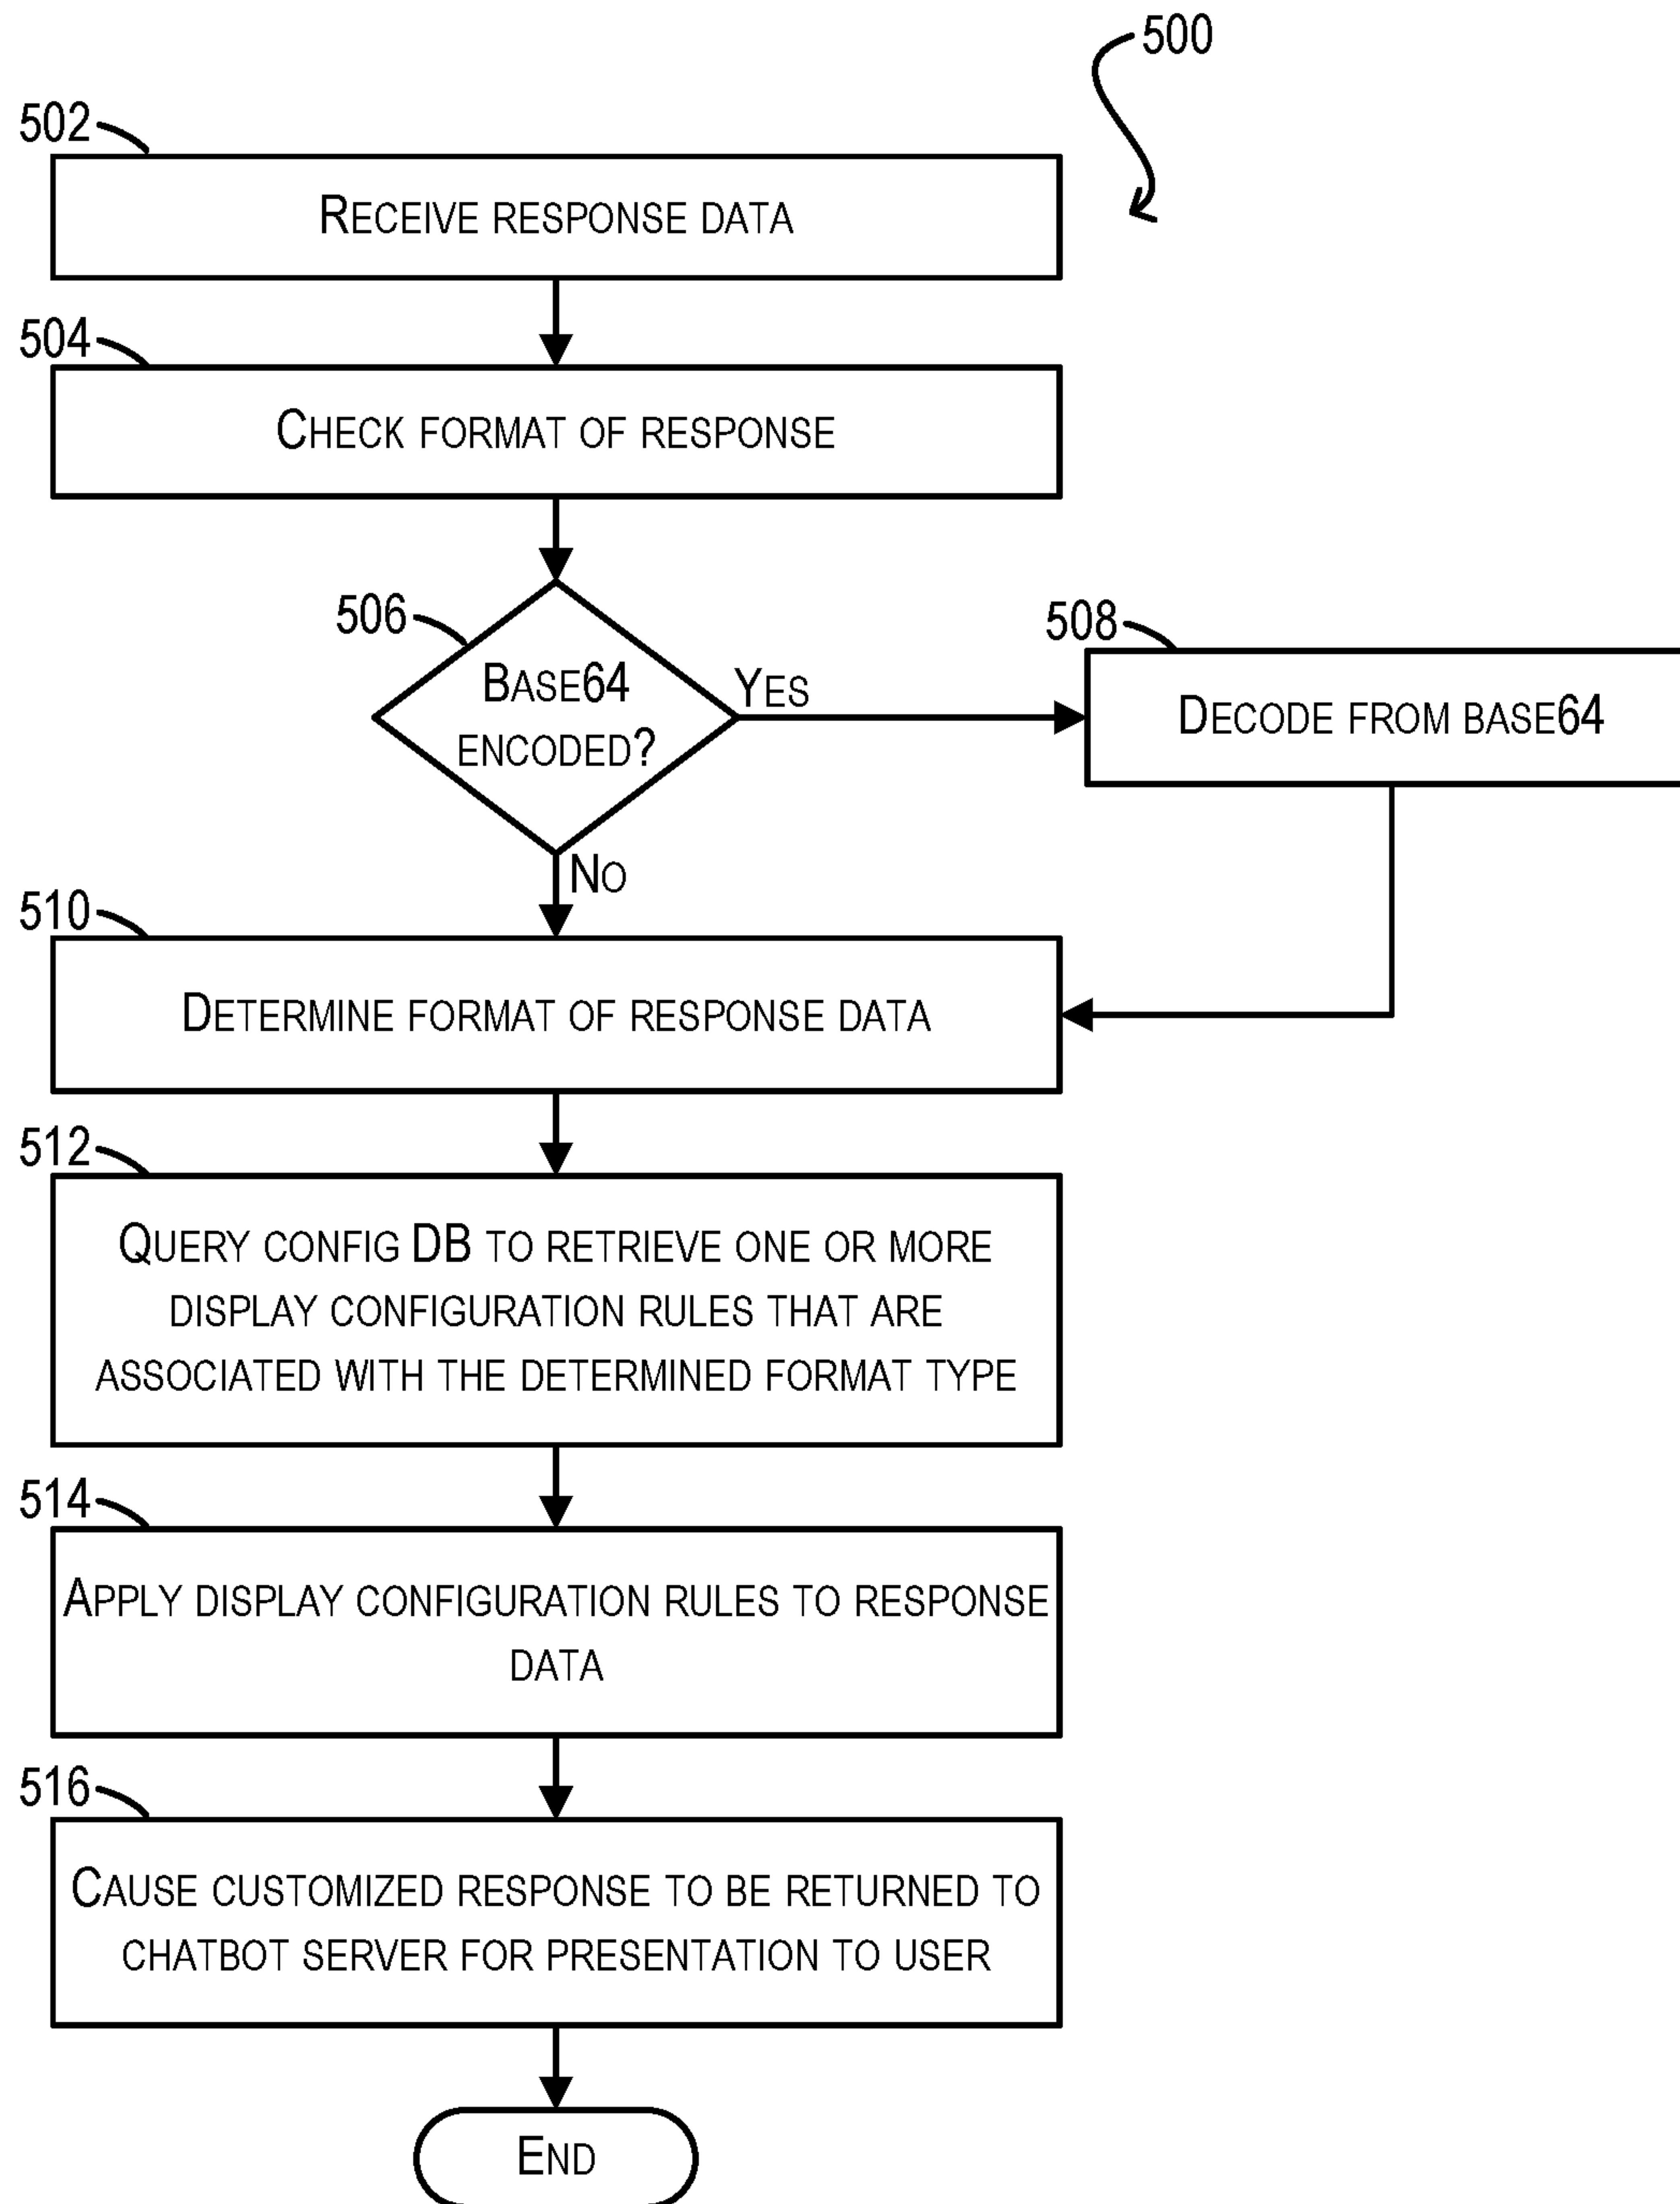 500
502
Receive response data
504
Check format of response
506
Base64
encoded?
Yes
508
Decode from base64
No
510
Determine format of response data
512
Query config DB to retrieve one or more
display configuration rules that are
associated with the determined format type
514
Apply display configuration rules to response
data
516
Cause customized response to be returned to
chatbot server for presentation to user
End